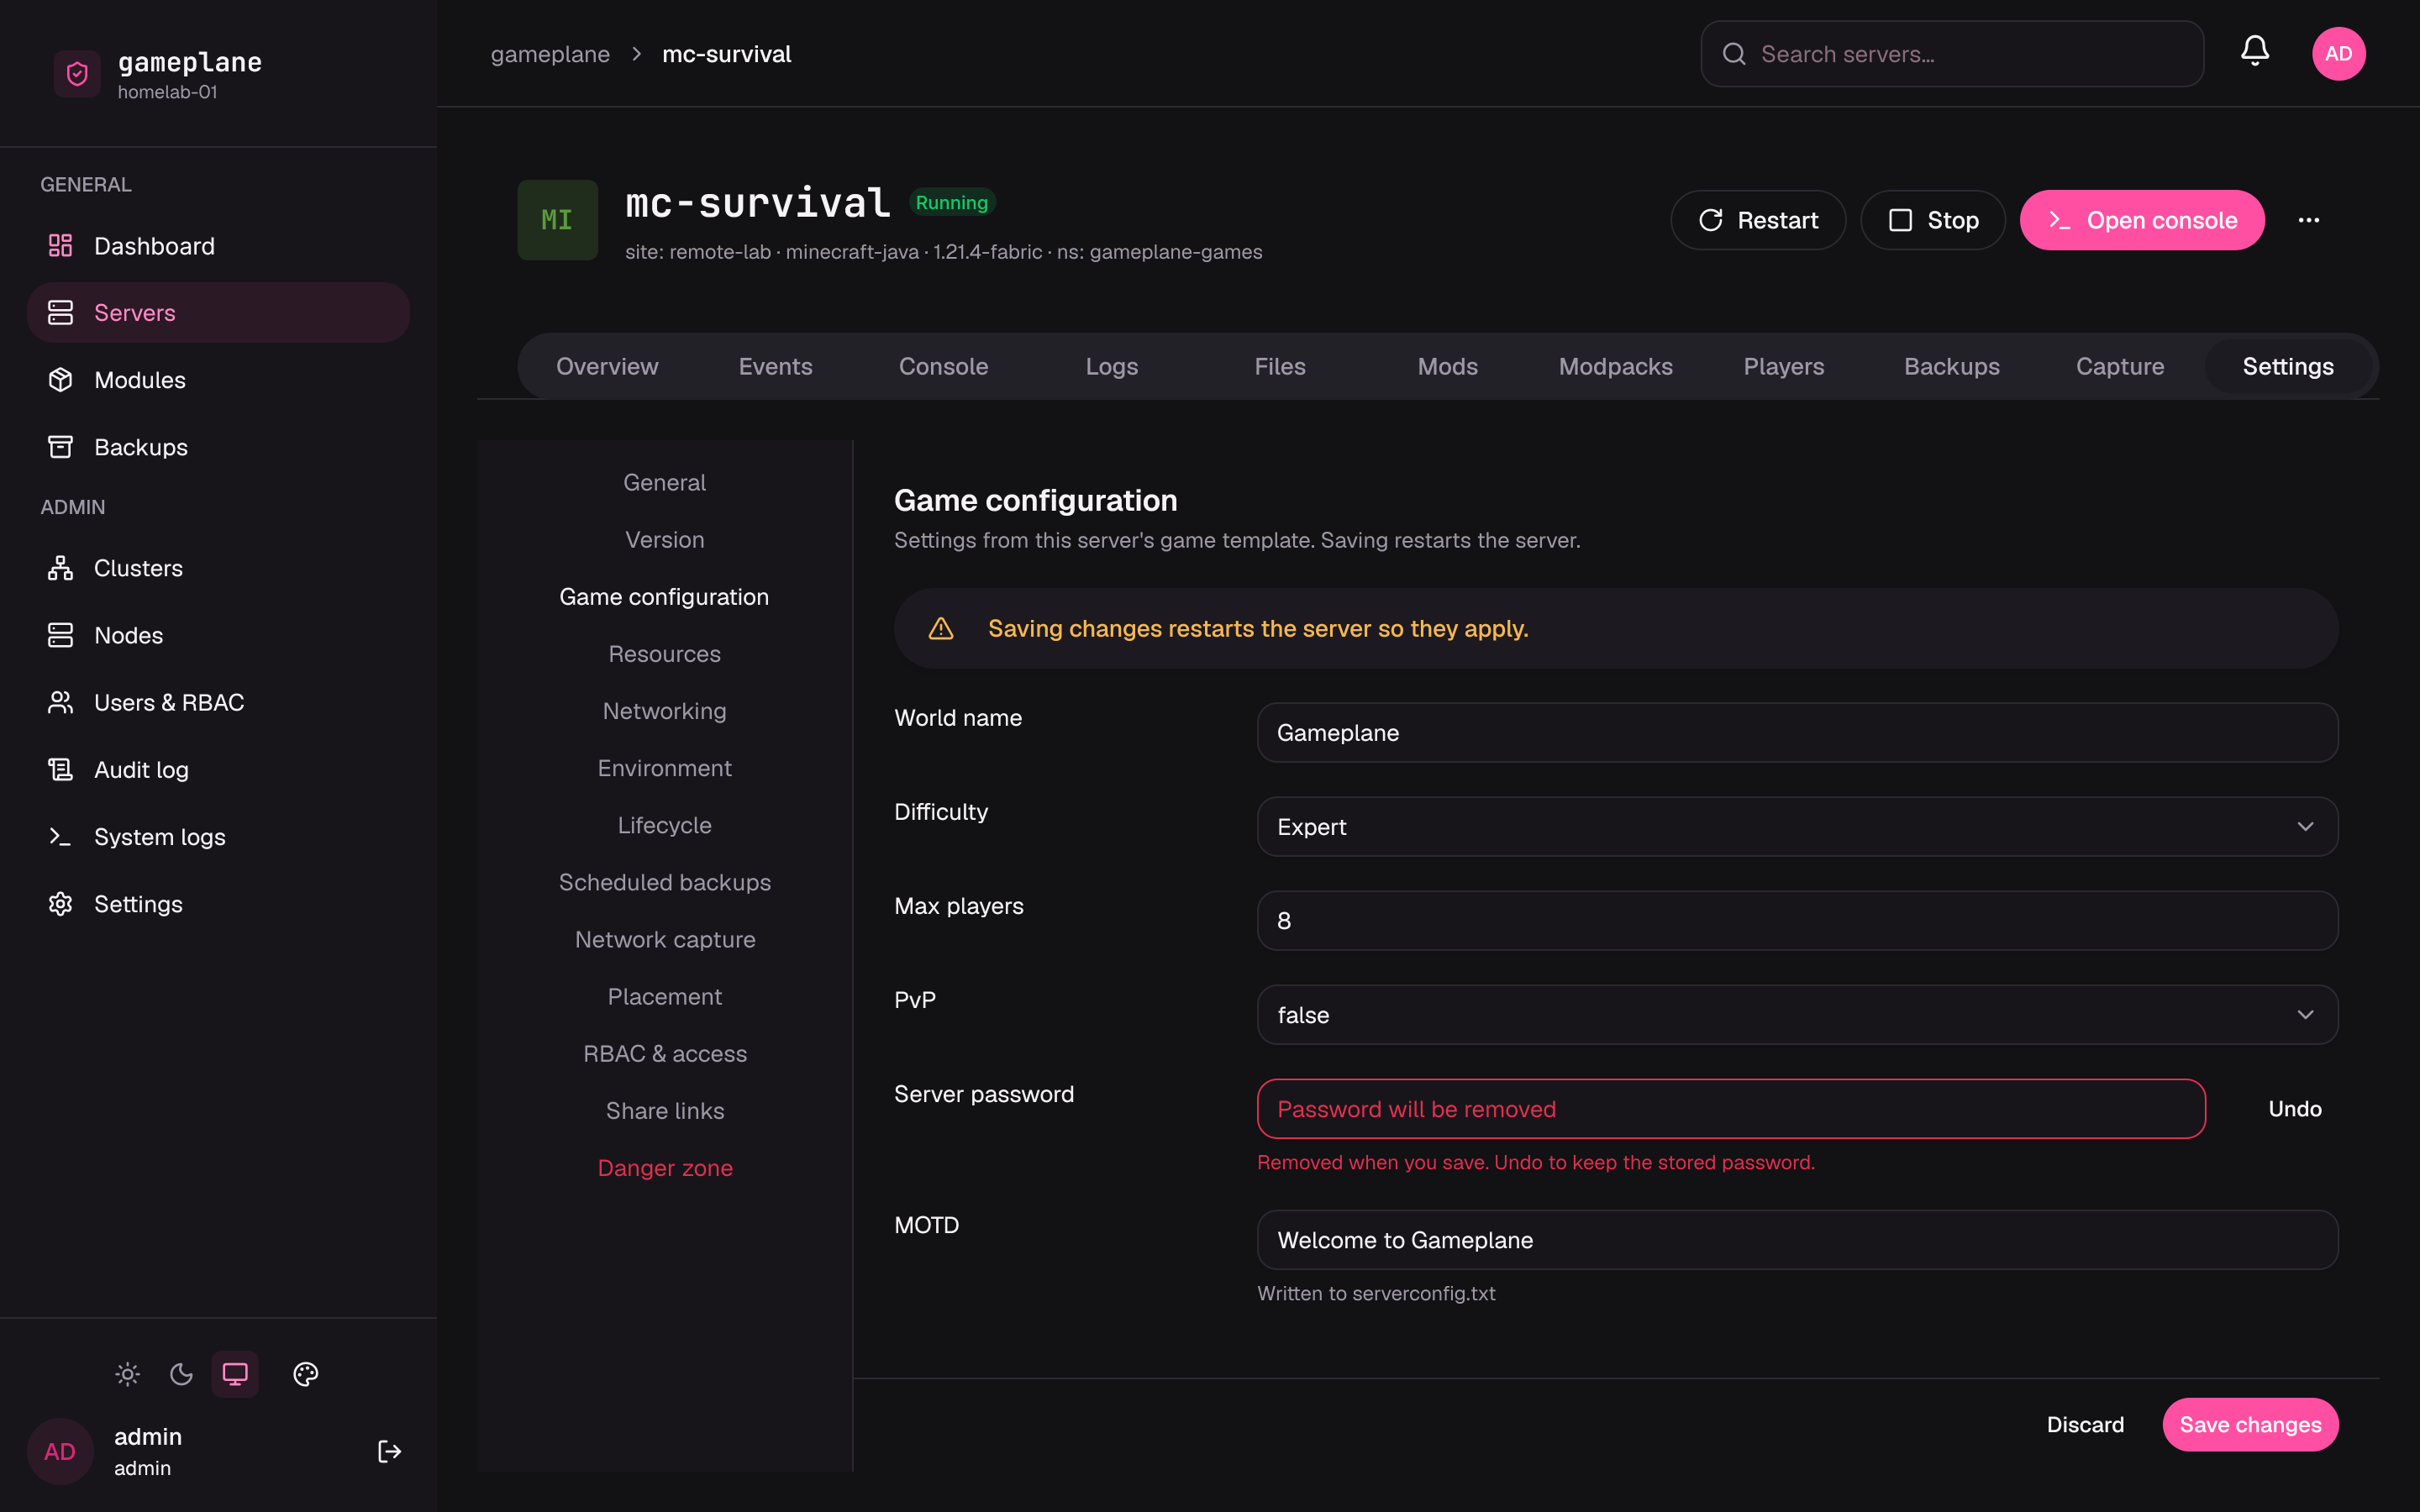 gameplane
homelab-01
GENERAL
Dashboard
Servers
Modules
Backups
ADMIN
Clusters
Nodes
Users & RBAC
Audit log
System logs
Settings
AD
admin
admin
gameplane
mc-survival
Search servers...
AD
MI
mc-survival
Running
site: remote-lab · minecraft-java · 1.21.4-fabric · ns: gameplane-games
Restart
Stop
Open console
Overview
Events
Console
Logs
Files
Mods
Modpacks
Players
Backups
Capture
Settings
General
Version
Game configuration
Resources
Networking
Environment
Lifecycle
Scheduled backups
Network capture
Placement
RBAC & access
Share links
Danger zone
Game configuration
Settings from this server's game template. Saving restarts the server.
Saving changes restarts the server so they apply.
World name
Gameplane
Difficulty
Expert
Max players
8
PvP
false
Server password
Password will be removed
Undo
Removed when you save. Undo to keep the stored password.
MOTD
Welcome to Gameplane
Written to serverconfig.txt
Discard
Save changes